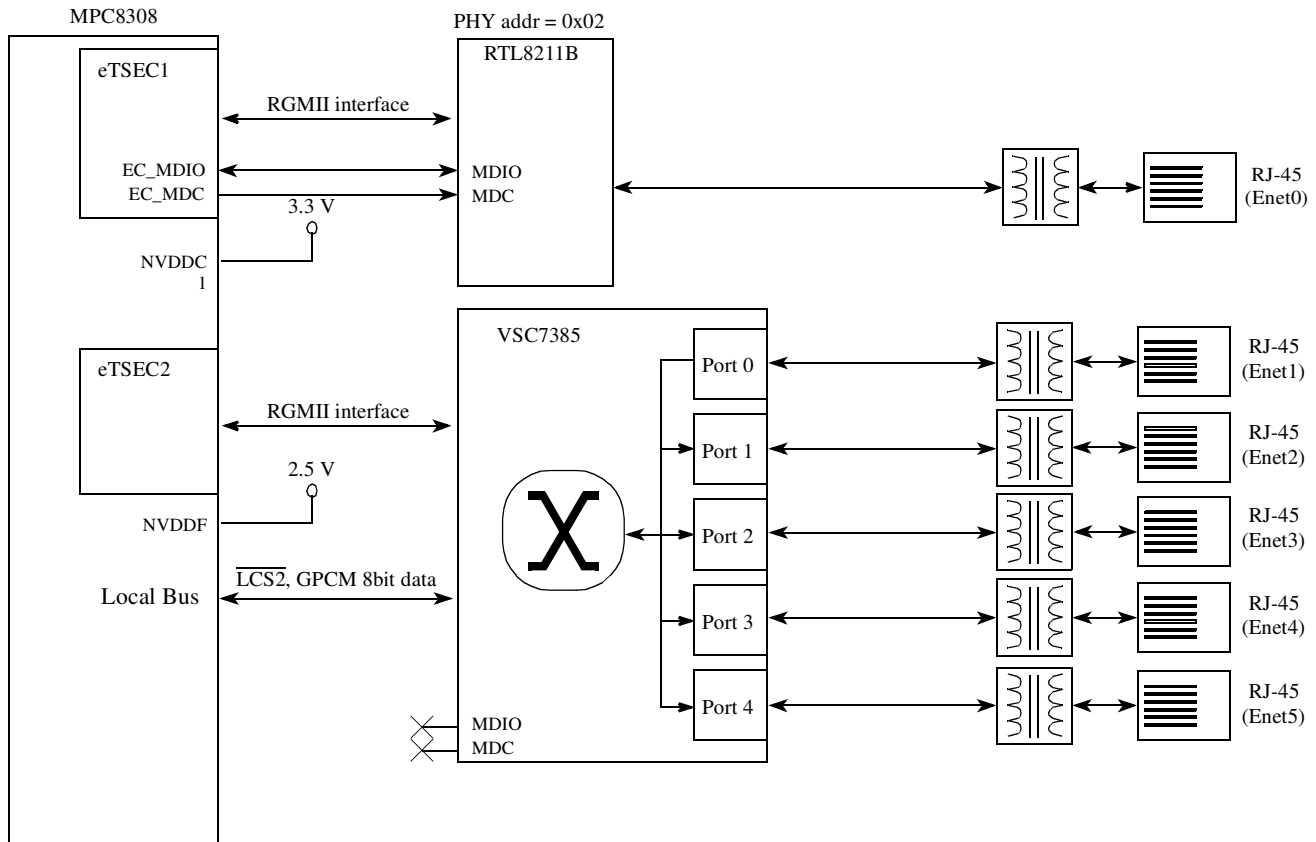 MPC8308
eTSEC1
RGMII interface
EC_MDIO
EC_MDC
3.3 V
NVDDC
1
PHY addr = 0x02
RTL8211B
MDIO
MDC
RJ-45
(Enet0)
eTSEC2
RGMII interface
2.5 V
NVDDF
Local Bus
L̅C̅S̅2̅, GPCM 8bit data
VSC7385
Port 0
Port 1
Port 2
Port 3
Port 4
MDIO
MDC
RJ-45
(Enet1)
RJ-45
(Enet2)
RJ-45
(Enet3)
RJ-45
(Enet4)
RJ-45
(Enet5)